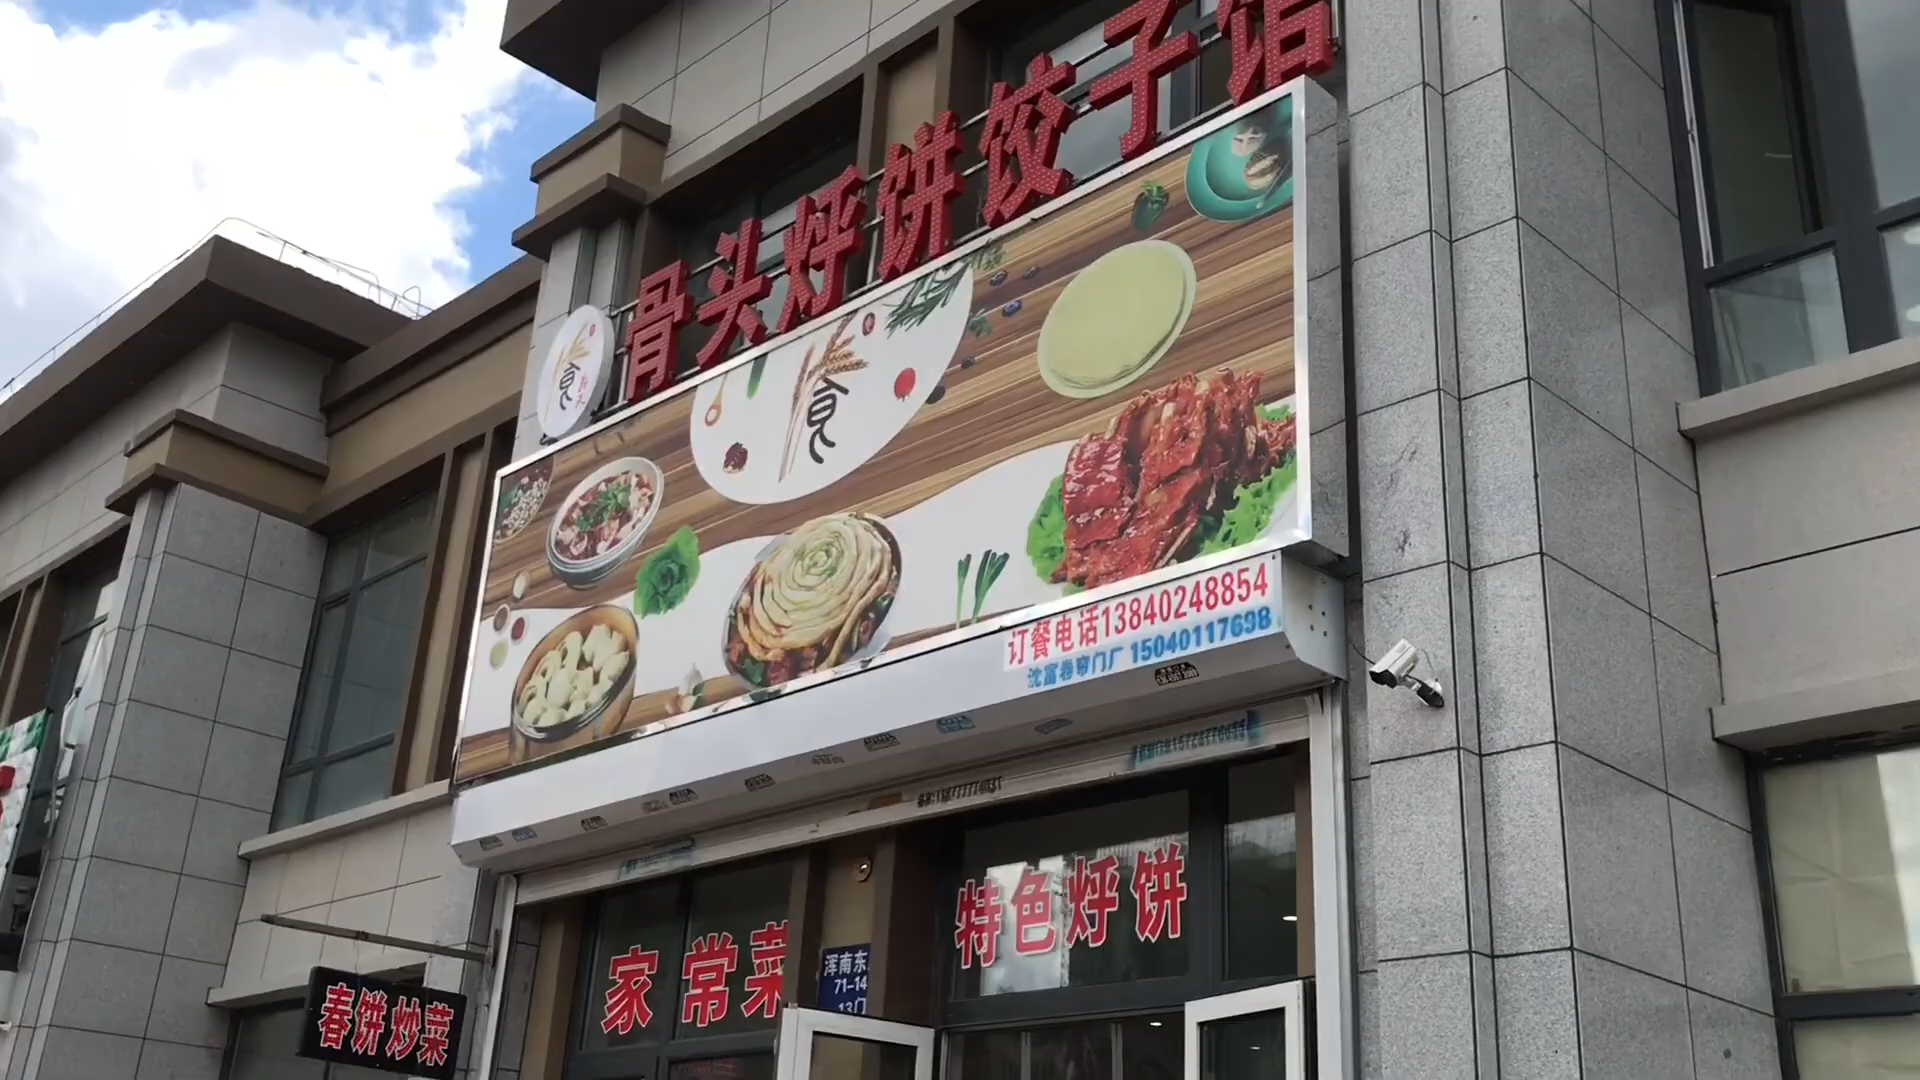 骨头烀饼饺子馆
食
食
订餐电话13840248854
沈富卷帘门厂 15040117698
特色烀饼
家常菜
浑南东
71-14
13门
春饼炒菜